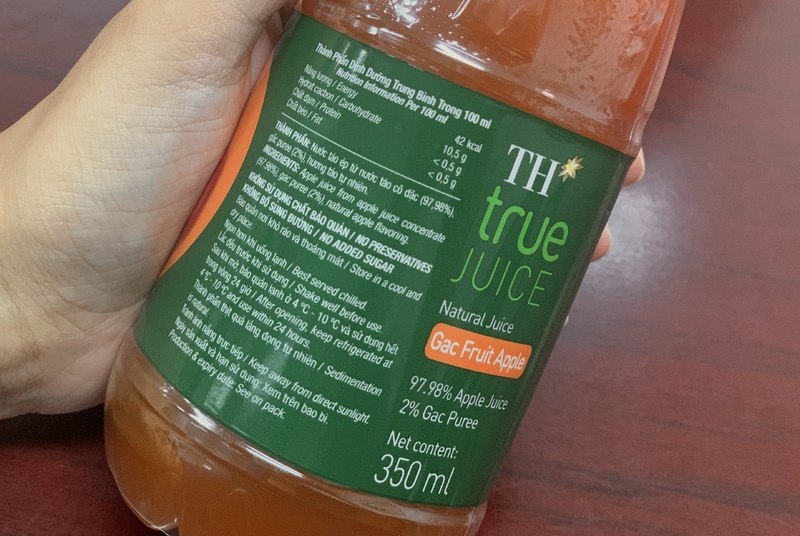 Thành Phần Dinh Dưỡng Trung Bình Trong 100 ml
Nutrition Information Per 100 ml
Năng lượng / Energy 42 kcal
Hydrat cacbon / Carbohydrate 10,5 g
Chất đạm / Protein < 0,5 g
Chất béo / Fat < 0,5 g
THÀNH PHẦN: Nước táo ép từ nước táo cô đặc (97,98%),
gấc puree (2%), hương táo tự nhiên.
INGREDIENTS: Apple juice from apple juice concentrate
(97,98%), gac puree (2%), natural apple flavoring.
KHÔNG SỬ DỤNG CHẤT BẢO QUẢN / NO PRESERVATIVES
KHÔNG BỔ SUNG ĐƯỜNG / NO ADDED SUGAR
Bảo quản nơi khô ráo và thoáng mát / Store in a cool and
dry place.
Ngon hơn khi uống lạnh / Best served chilled.
Lắc đều trước khi sử dụng / Shake well before use.
Sau khi mở, bảo quản lạnh ở 4°C - 10°C và sử dụng hết
trong vòng 24 giờ / After opening, keep refrigerated at
4°C - 10°C and use within 24 hours.
Thành phần thịt quả lắng đọng tự nhiên / Sedimentation
is natural.
Tránh ánh nắng trực tiếp / Keep away from direct sunlight.
Ngày sản xuất và hạn sử dụng: Xem trên bao bì.
Production & expiry date: See on pack.
TH
true
JUICE
Natural Juice
Gac Fruit Apple
97.98% Apple Juice
2% Gac Puree
Net content:
350 ml